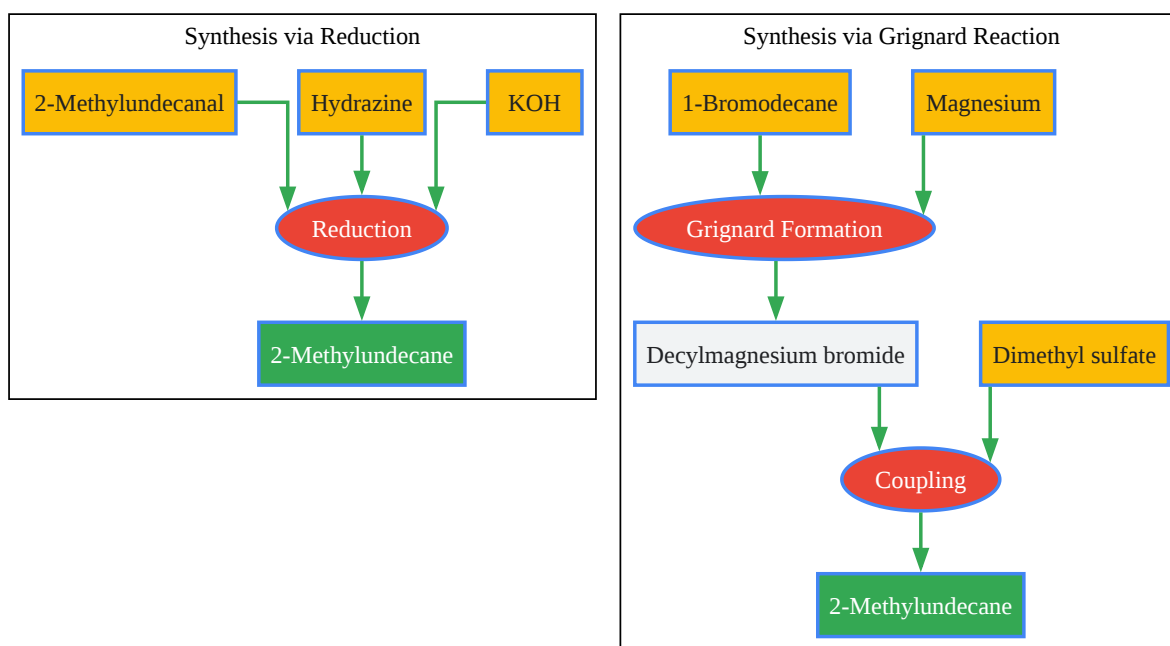 Synthesis via Reduction
2-Methylundecanal
Hydrazine
KOH
Reduction
2-Methylundecane
Synthesis via Grignard Reaction
1-Bromodecane
Magnesium
Grignard Formation
Decylmagnesium bromide
Dimethyl sulfate
Coupling
2-Methylundecane